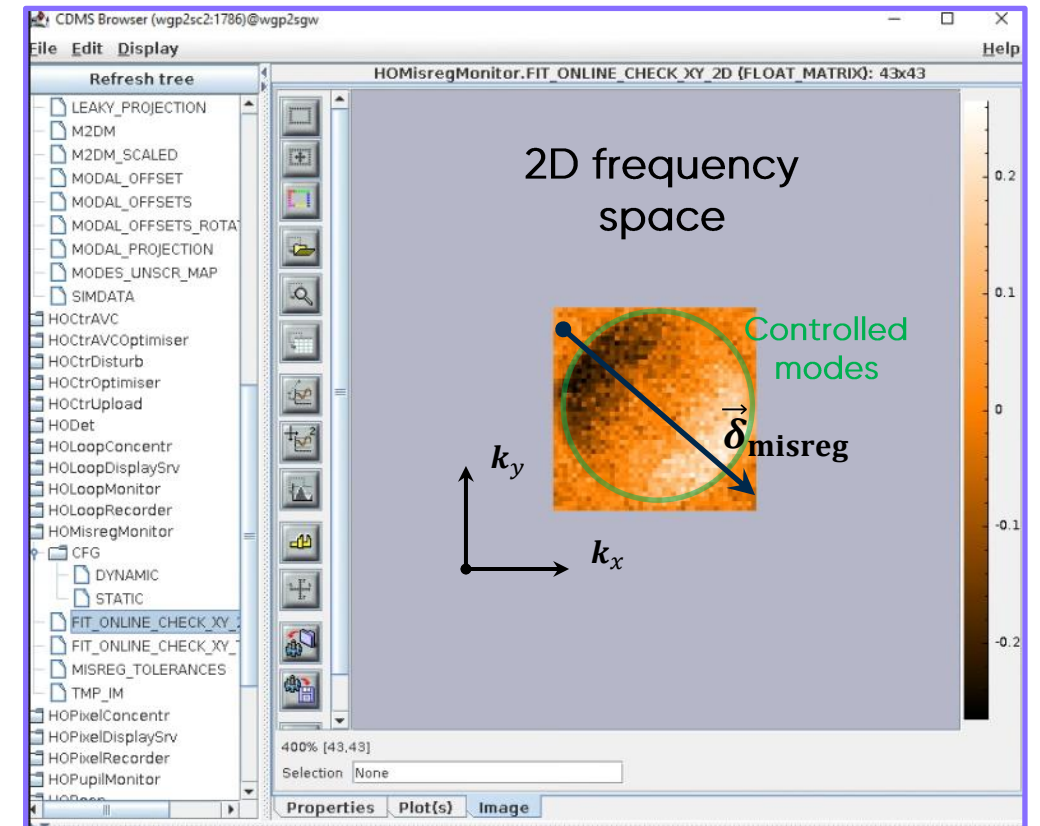 CDMS Browser (wgp2sc2:1786)@wgp2sgw
File Edit Display Help
Refresh tree
LEAKY_PROJECTION
M2DM
M2DM_SCALED
MODAL_OFFSET
MODAL_OFFSETS
MODAL_OFFSETS_ROTA
MODAL_PROJECTION
MODES_UNSCR_MAP
SIMDATA
HOCtrAVC
HOCtrAVCOptimiser
HOCtrDisturb
HOCtrOptimiser
HOCtrUpload
HODet
HOLoopConcentr
HOLoopDisplaySrv
HOLoopMonitor
HOLoopRecorder
HOMisregMonitor
CFG
DYNAMIC
STATIC
FIT_ONLINE_CHECK_XY_2
FIT_ONLINE_CHECK_XY_
MISREG_TOLERANCES
TMP_IM
HOPixelConcentr
HOPixelDisplaySrv
HOPixelRecorder
HOPupilMonitor
HOMisregMonitor.FIT_ONLINE_CHECK_XY_2D (FLOAT_MATRIX): 43x43
2D frequency
space
Controlled
modes
δ⃗misreg
ky
kx
0.2
0.1
0
-0.1
-0.2
400% [43,43]
Selection None
Properties Plot(s) Image